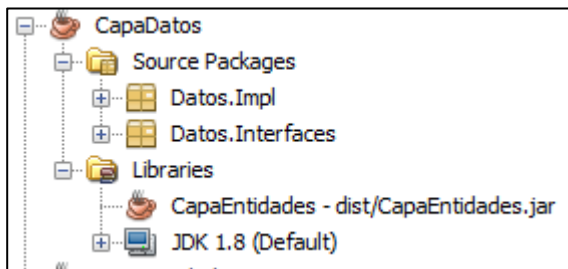 CapaDatos
Source Packages
Datos.Impl
Datos.Interfaces
Libraries
CapaEntidades - dist/CapaEntidades.jar
JDK 1.8 (Default)